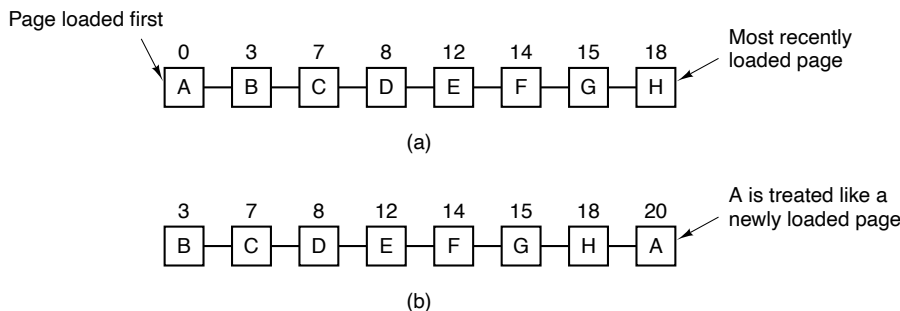 Page loaded first
0 3 7 8 12 14 15 18
Most recently
loaded page
A B C D E F G H
(a)
3 7 8 12 14 15 18 20
A is treated like a
newly loaded page
B C D E F G H A
(b)